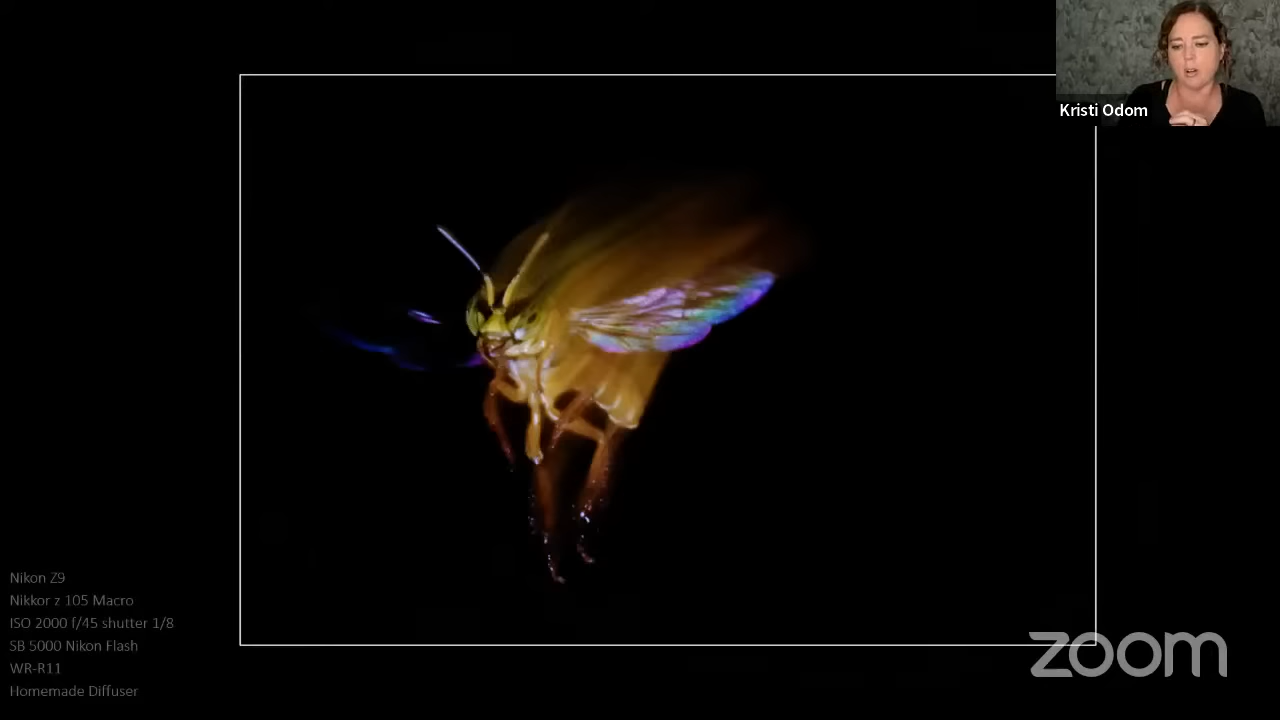 Kristi Odom
Nikon Z9
Nikkor z 105 Macro
ISO 2000 f/45 shutter 1/8
SB 5000 Nikon Flash
WR-R11
Homemade Diffuser
zoom